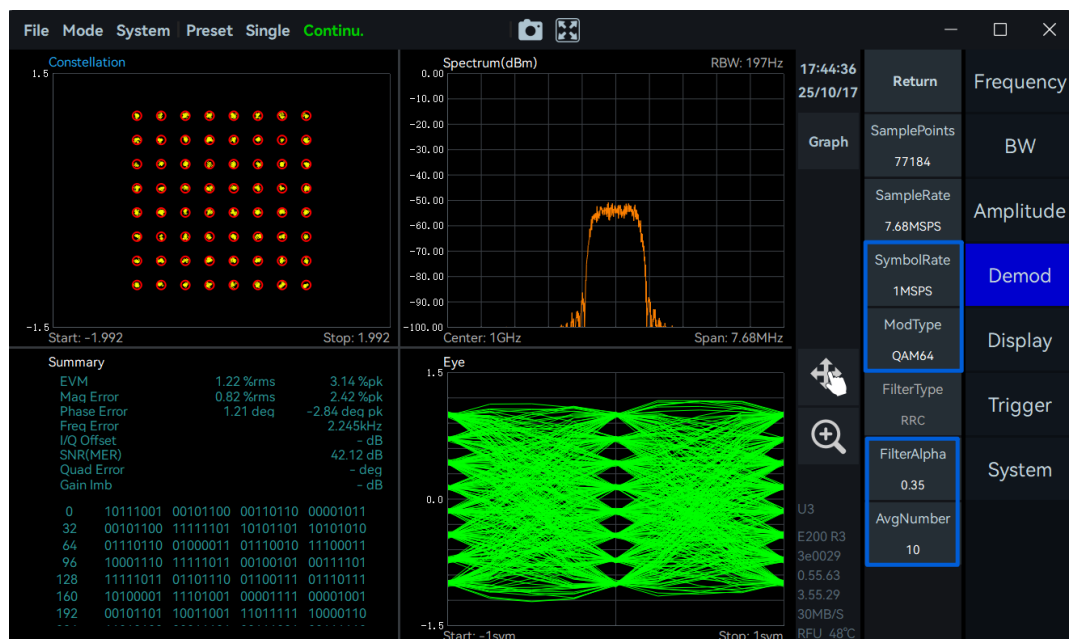 File Mode System Preset Single Continu.
Constellation
1.5
-1.5
Start: -1.992 Stop: 1.992
Spectrum(dBm) RBW: 197Hz
0.00
-10.00
-20.00
-30.00
-40.00
-50.00
-60.00
-70.00
-80.00
-90.00
-100.00
Center: 1GHz Span: 7.68MHz
Summary
EVM 1.22 %rms 3.14 %pk
Mag Error 0.82 %rms 2.42 %pk
Phase Error 1.21 deg -2.84 deg pk
Freq Error 2.245kHz
I/Q Offset - dB
SNR(MER) 42.12 dB
Quad Error - deg
Gain Imb - dB
0 10111001 00101100 00110110 00001011
32 00101100 11111101 10101101 10101010
64 01110110 01000011 01110010 11100011
96 10001110 11111011 00100101 00111101
128 11111011 01101110 01100111 01110111
160 10100001 11101001 00001111 00001001
192 00101101 10011001 11011111 10000110
Eye
1.5
0.0
-1.5
Start: -1sym Stop: 1sym
17:44:36
25/10/17
Graph
U3
E200 R3
3e0029
0.55.63
3.55.29
30MB/S
RFU 48°C
Return
SamplePoints
77184
SampleRate
7.68MSPS
SymbolRate
1MSPS
ModType
QAM64
FilterType
RRC
FilterAlpha
0.35
AvgNumber
10
Frequency
BW
Amplitude
Demod
Display
Trigger
System